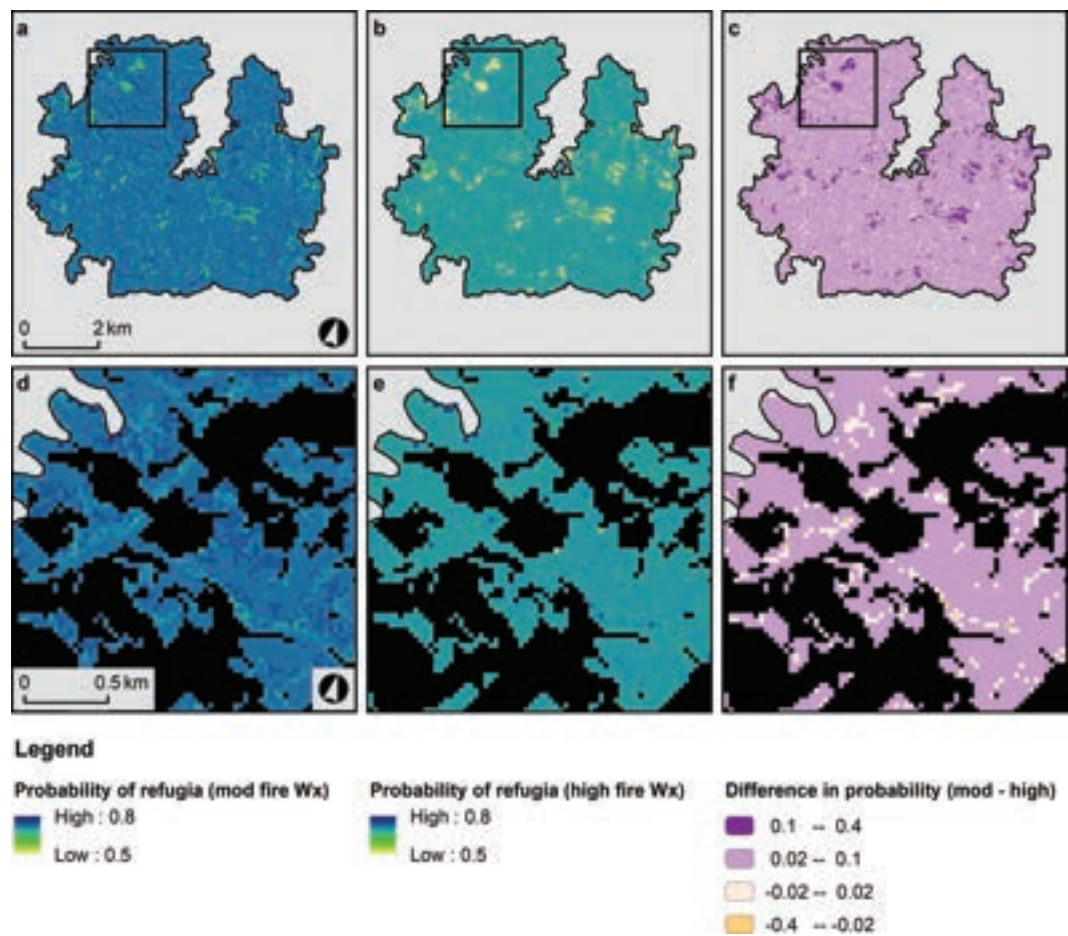 a
b
c
0 2 km
d
e
f
0 0.5 km
Legend
Probability of refugia (mod fire Wx)
High : 0.8
Low : 0.5
Probability of refugia (high fire Wx)
High : 0.8
Low : 0.5
Difference in probability (mod - high)
0.1 -- 0.4
0.02 -- 0.1
-0.02 -- 0.02
-0.4 -- -0.02